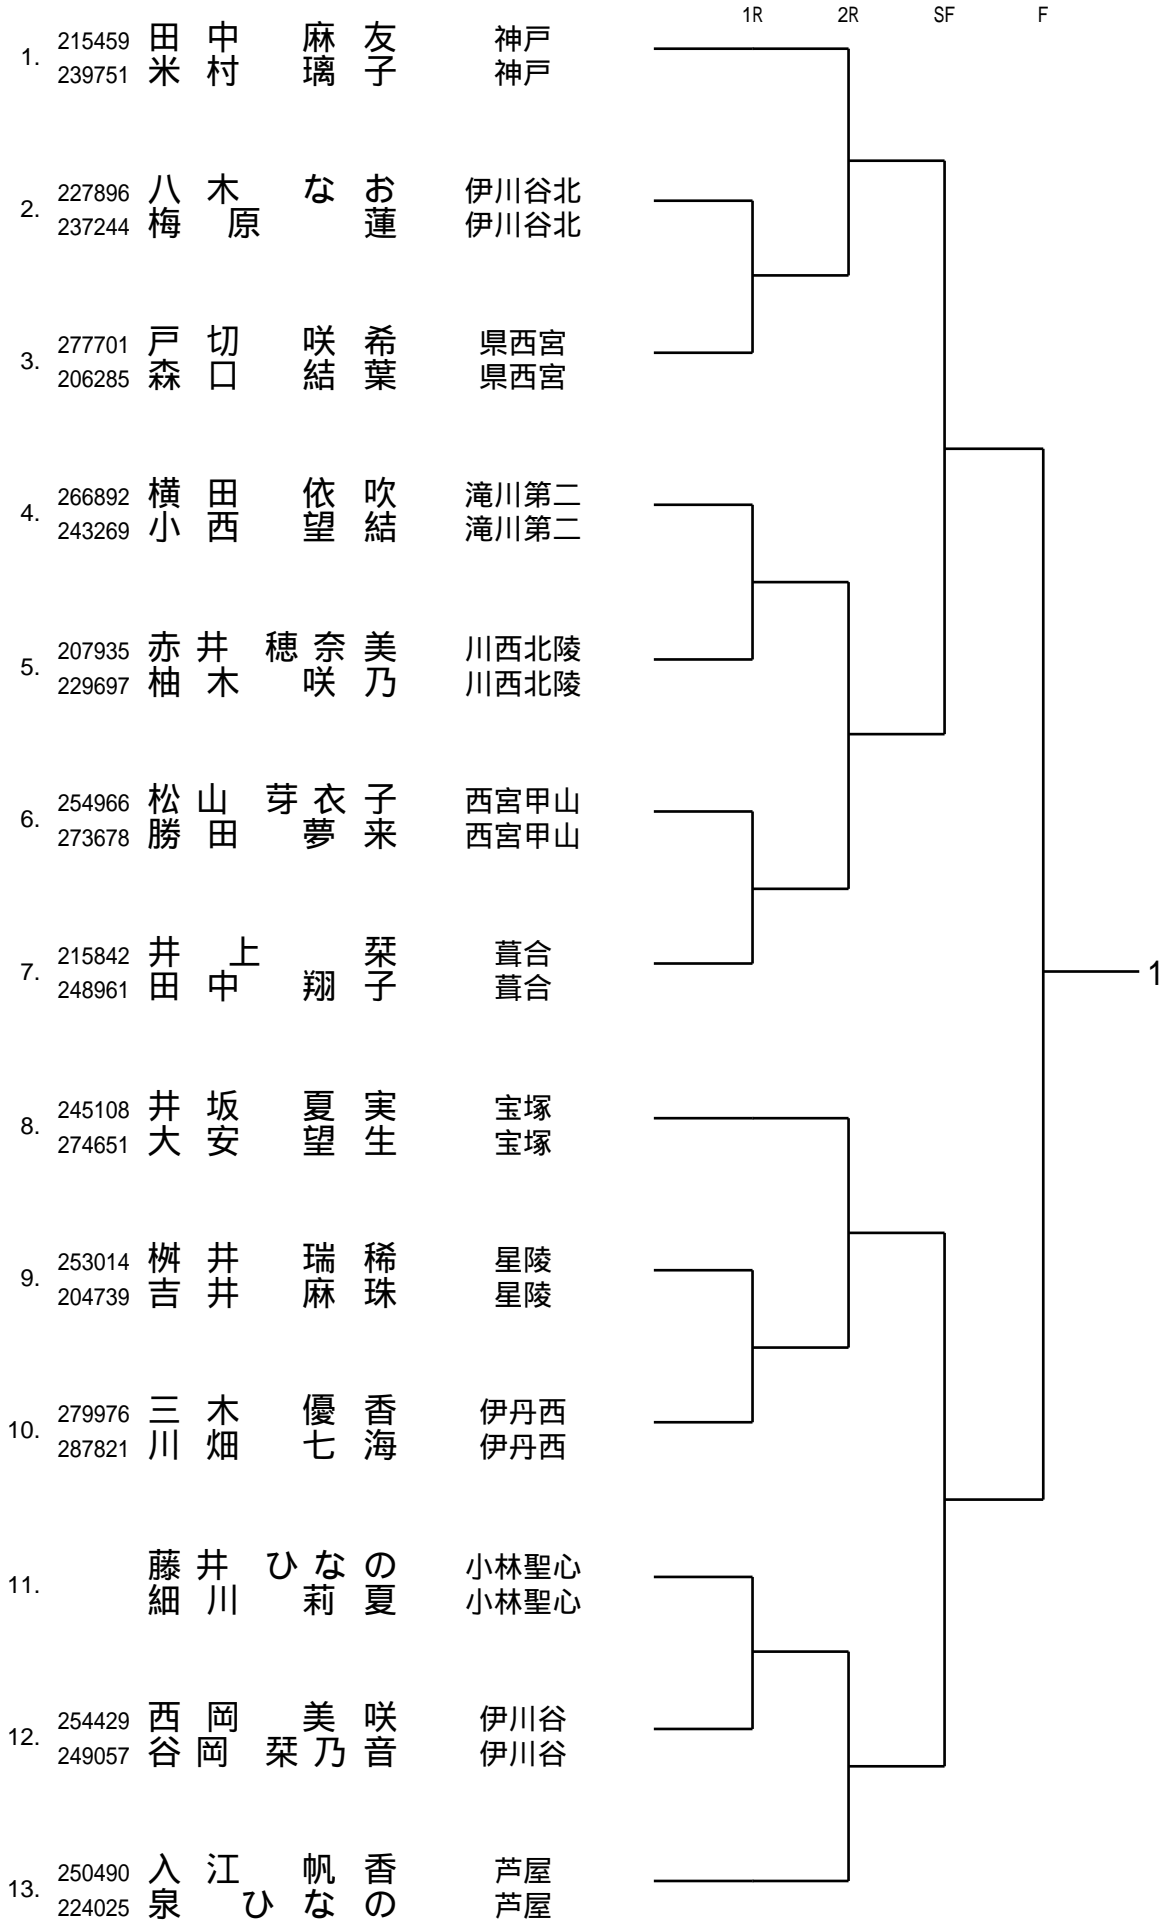 1R 2R SF F
1. 215459 田中 麻友 神戸
239751 米村 璃子 神戸
2. 227896 八木 なお 伊川谷北
237244 梅原 蓮 伊川谷北
3. 277701 戸切 咲希 県西宮
206285 森口 結葉 県西宮
4. 266892 横田 依吹 滝川第二
243269 小西 望結 滝川第二
5. 207935 赤井 穂奈美 川西北陵
229697 柚木 咲乃 川西北陵
6. 254966 松山 芽衣子 西宮甲山
273678 勝田 夢来 西宮甲山
7. 215842 井上 栞 葺合
248961 田中 翔子 葺合
1
8. 245108 井坂 夏実 宝塚
274651 大安 望生 宝塚
9. 253014 桝井 瑞稀 星陵
204739 吉井 麻珠 星陵
10. 279976 三木 優香 伊丹西
287821 川畑 七海 伊丹西
11. 藤井 ひなの 小林聖心
細川 莉夏 小林聖心
12. 254429 西岡 美咲 伊川谷
249057 谷岡 栞乃音 伊川谷
13. 250490 入江 帆香 芦屋
224025 泉 ひなの 芦屋